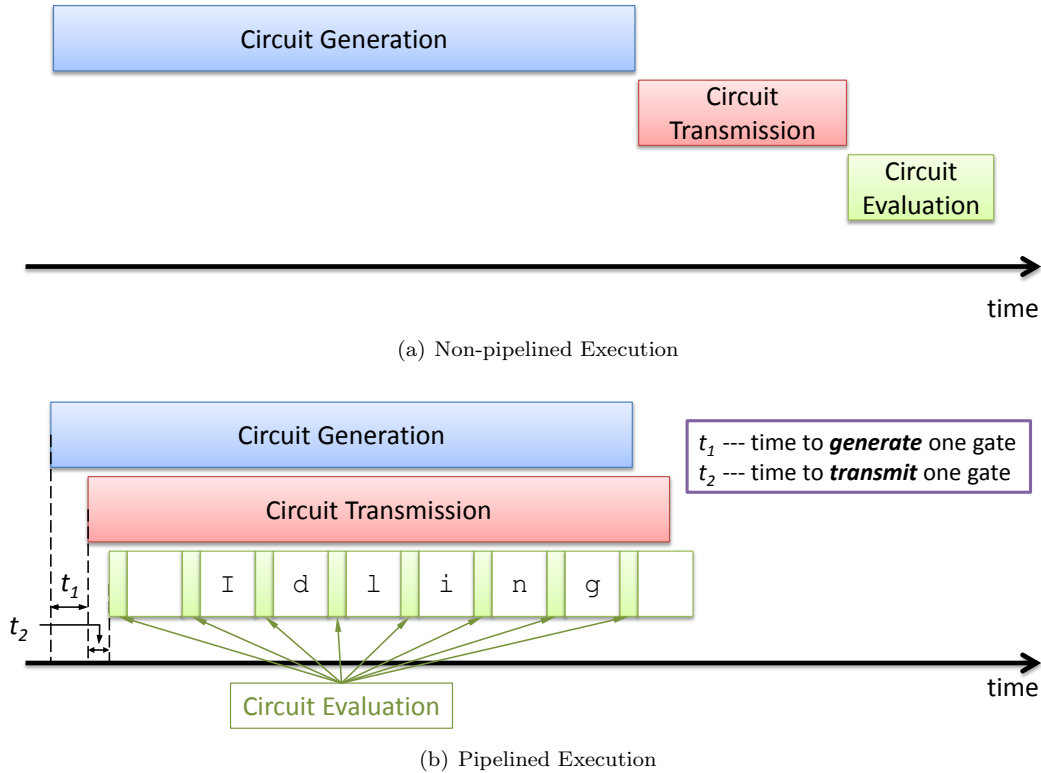 Circuit Generation
Circuit
Transmission
Circuit
Evaluation
time
(a) Non-pipelined Execution
Circuit Generation
t1 --- time to generate one gate
t2 --- time to transmit one gate
Circuit Transmission
I d l i n g
t1
t2
time
Circuit Evaluation
(b) Pipelined Execution